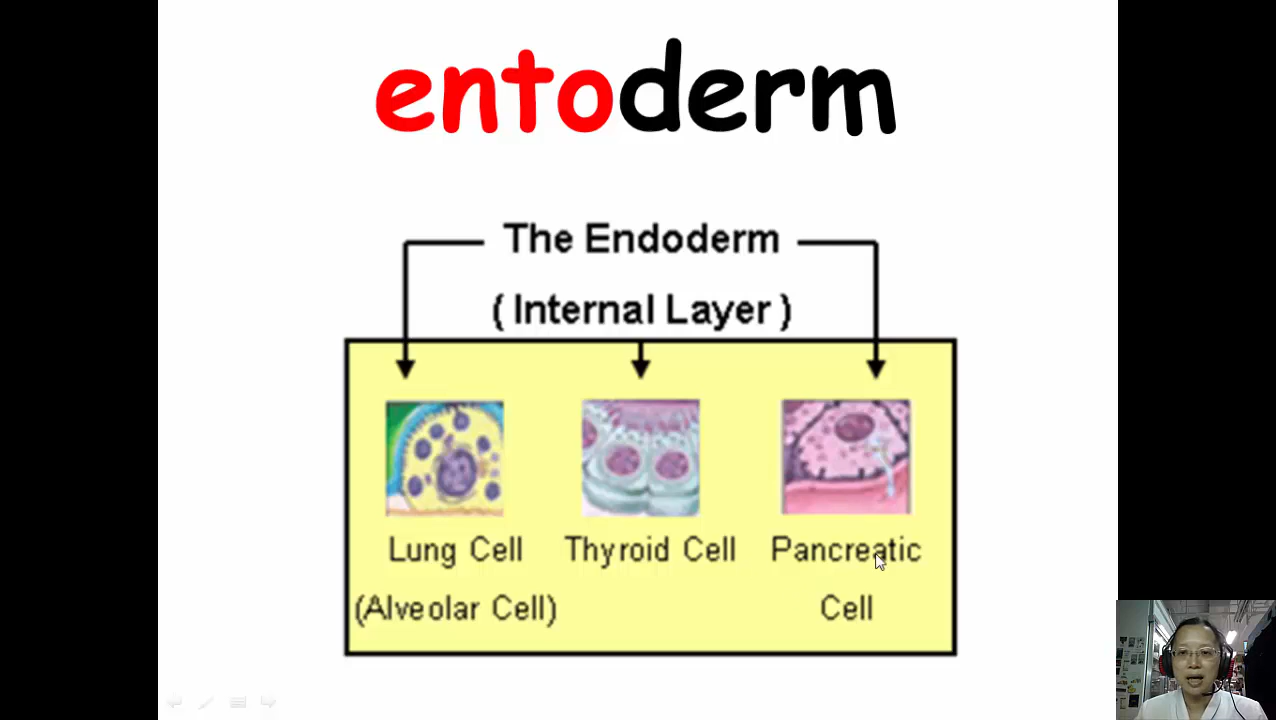 entoderm
The Endoderm
( Internal Layer )
Lung Cell
(Alveolar Cell)
Thyroid Cell
Pancreatic
Cell